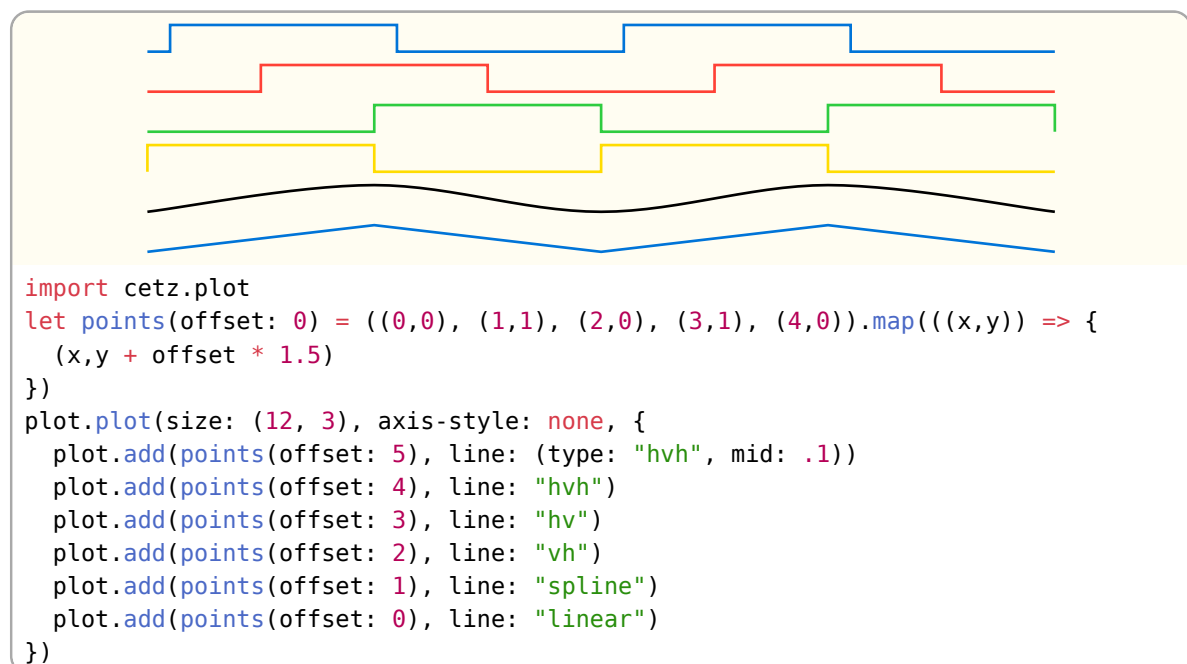 import cetz.plot
let points(offset: 0) = ((0,0), (1,1), (2,0), (3,1), (4,0)).map(((x,y)) => {
  (x,y + offset * 1.5)
})
plot.plot(size: (12, 3), axis-style: none, {
  plot.add(points(offset: 5), line: (type: "hvh", mid: .1))
  plot.add(points(offset: 4), line: "hvh")
  plot.add(points(offset: 3), line: "hv")
  plot.add(points(offset: 2), line: "vh")
  plot.add(points(offset: 1), line: "spline")
  plot.add(points(offset: 0), line: "linear")
})